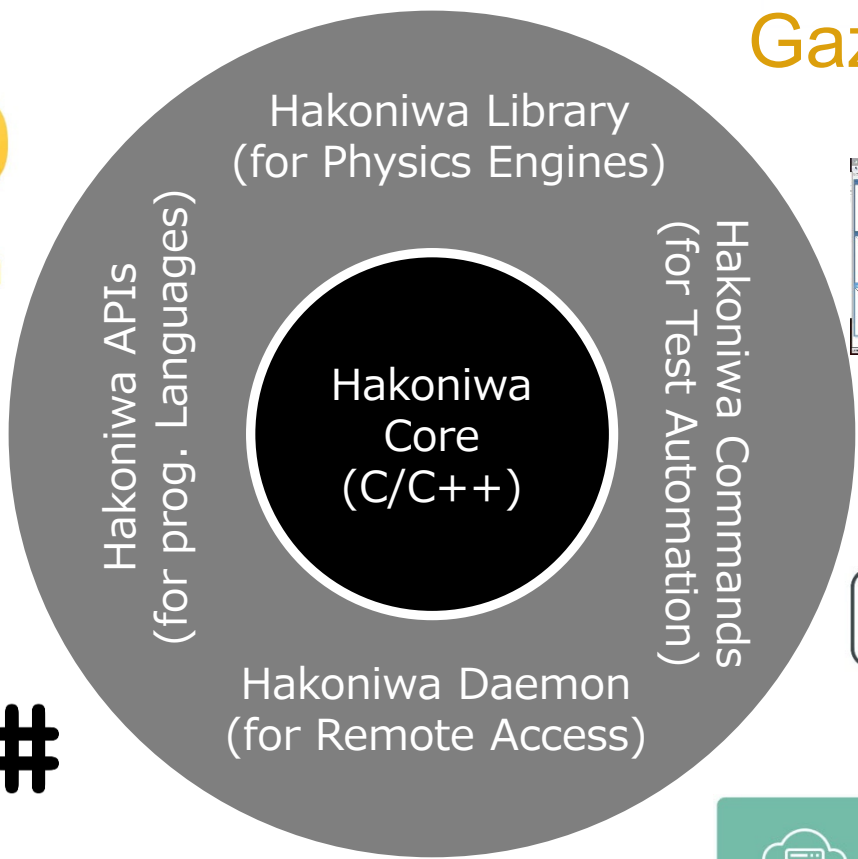 Gaz
Hakoniwa Library
(for Physics Engines)
Hakoniwa APIs
(for prog. Languages)
Hakoniwa Commands
(for Test Automation)
Hakoniwa
Core
(C/C++)
Hakoniwa Daemon
(for Remote Access)
#